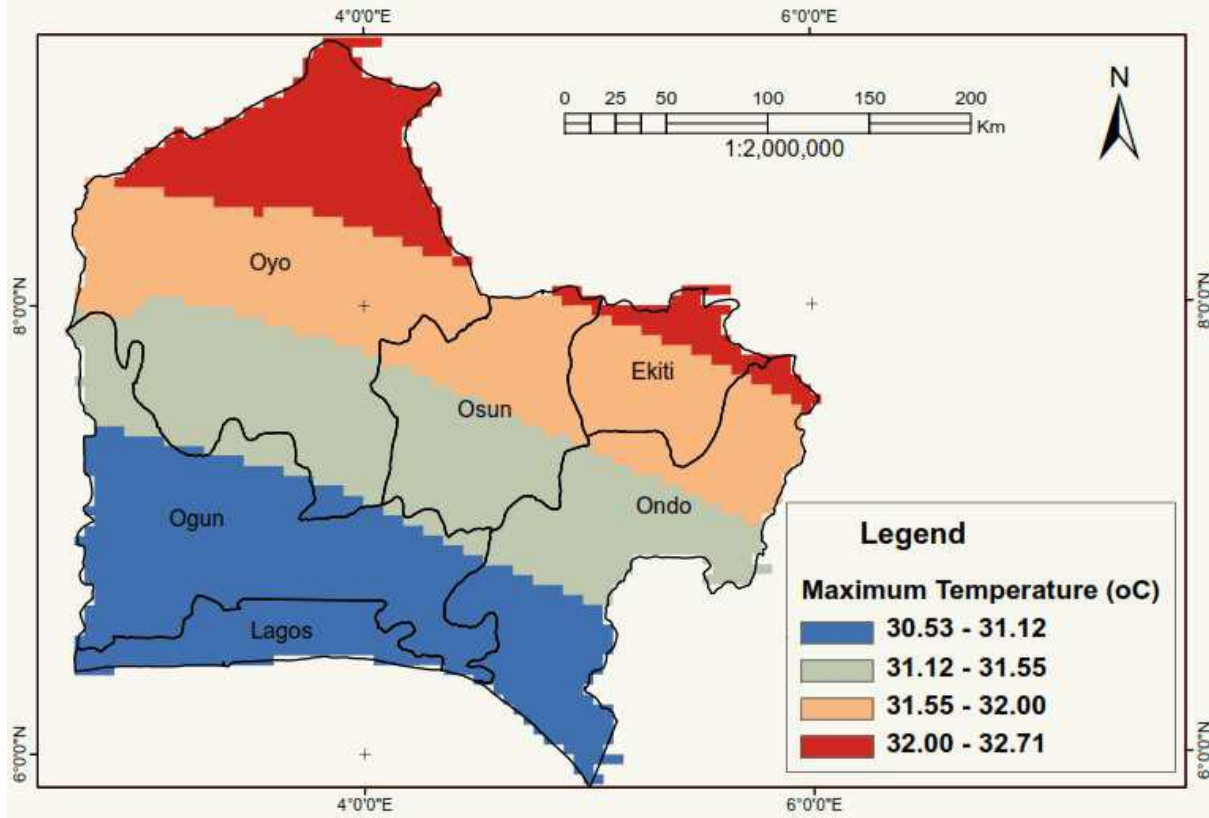 4°0'0"E 6°0'0"E
N
0 25 50 100 150 200
Km
1:2,000,000
8°0'0"N 8°0'0"N
Oyo
Ekiti
Osun
Ondo
Ogun
Lagos
Legend
Maximum Temperature (oC)
30.53 - 31.12
31.12 - 31.55
31.55 - 32.00
32.00 - 32.71
6°0'0"N 6°0'0"N
4°0'0"E 6°0'0"E